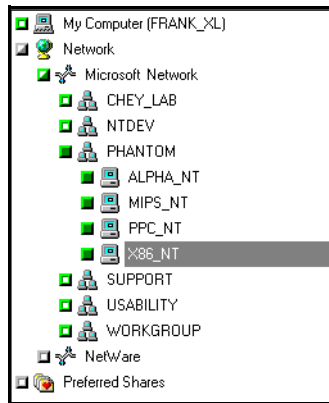 My Computer (FRANK_XL)
Network
Microsoft Network
CHEY_LAB
NTDEV
PHANTOM
ALPHA_NT
MIPS_NT
PPC_NT
X86_NT
SUPPORT
USABILITY
WORKGROUP
NetWare
Preferred Shares